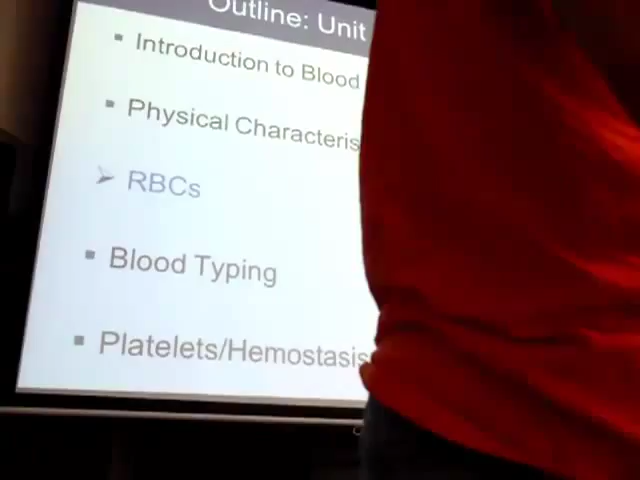 Outline: Unit
Introduction to Blood
Physical Characteris
RBCs
Blood Typing
Platelets/Hemostasis